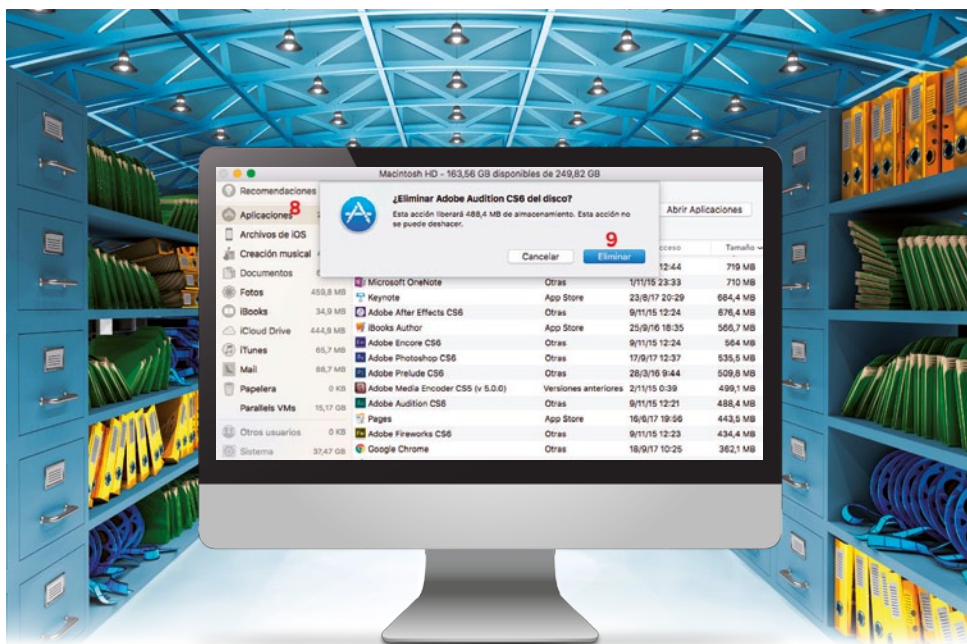 Macintosh HD - 163,56 GB disponibles de 249,82 GB
Recomendaciones
¿Eliminar Adobe Audition CS6 del disco?
Esta acción liberará 488,4 MB de almacenamiento. Esta acción no
se puede deshacer.
Aplicaciones 8
Abrir Aplicaciones
Archivos de iOS
9
Cancelar Eliminar
Creación musical
Tamaño
Documentos
12:44 719 MB
Microsoft OneNote Otras 1/11/15 23:33 710 MB
Fotos 459,8 MB Keynote App Store 23/8/17 20:29 684,4 MB
Adobe After Effects CS6 Otras 9/11/15 12:24 676,4 MB
iBooks 34,9 MB iBooks Author App Store 25/9/16 18:35 566,7 MB
iCloud Drive 444,9 MB Adobe Encore CS6 Otras 9/11/15 12:24 564 MB
iTunes 65,7 MB Adobe Photoshop CS6 Otras 17/9/17 12:37 535,5 MB
Mail 88,7 MB Adobe Prelude CS6 Otras 28/3/16 9:44 509,8 MB
Papelera 0 KB Adobe Media Encoder CS5 (v 5.0.0) Versiones anteriores 2/11/15 0:39 499,1 MB
Parallels VMs 15,17 GB Adobe Audition CS6 Otras 9/11/15 12:21 488,4 MB
Pages App Store 16/6/17 19:56 443,5 MB
Otros usuarios 0 KB Adobe Fireworks CS6 Otras 9/11/15 12:23 434,4 MB
Sistema 37,47 GB Google Chrome Otras 18/9/17 10:25 362,1 MB